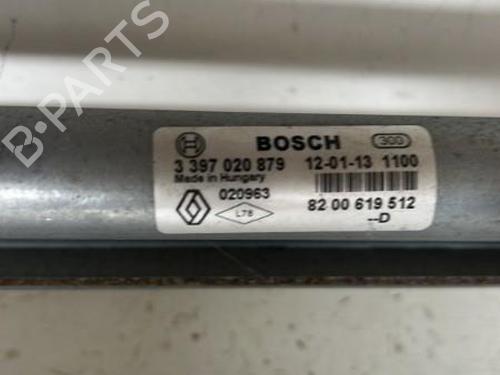 BOSCH 300
3 397 020 879 12-01-13 1100
Made in Hungary
020963
L78
82 00 619 512
--D
B-PARTS